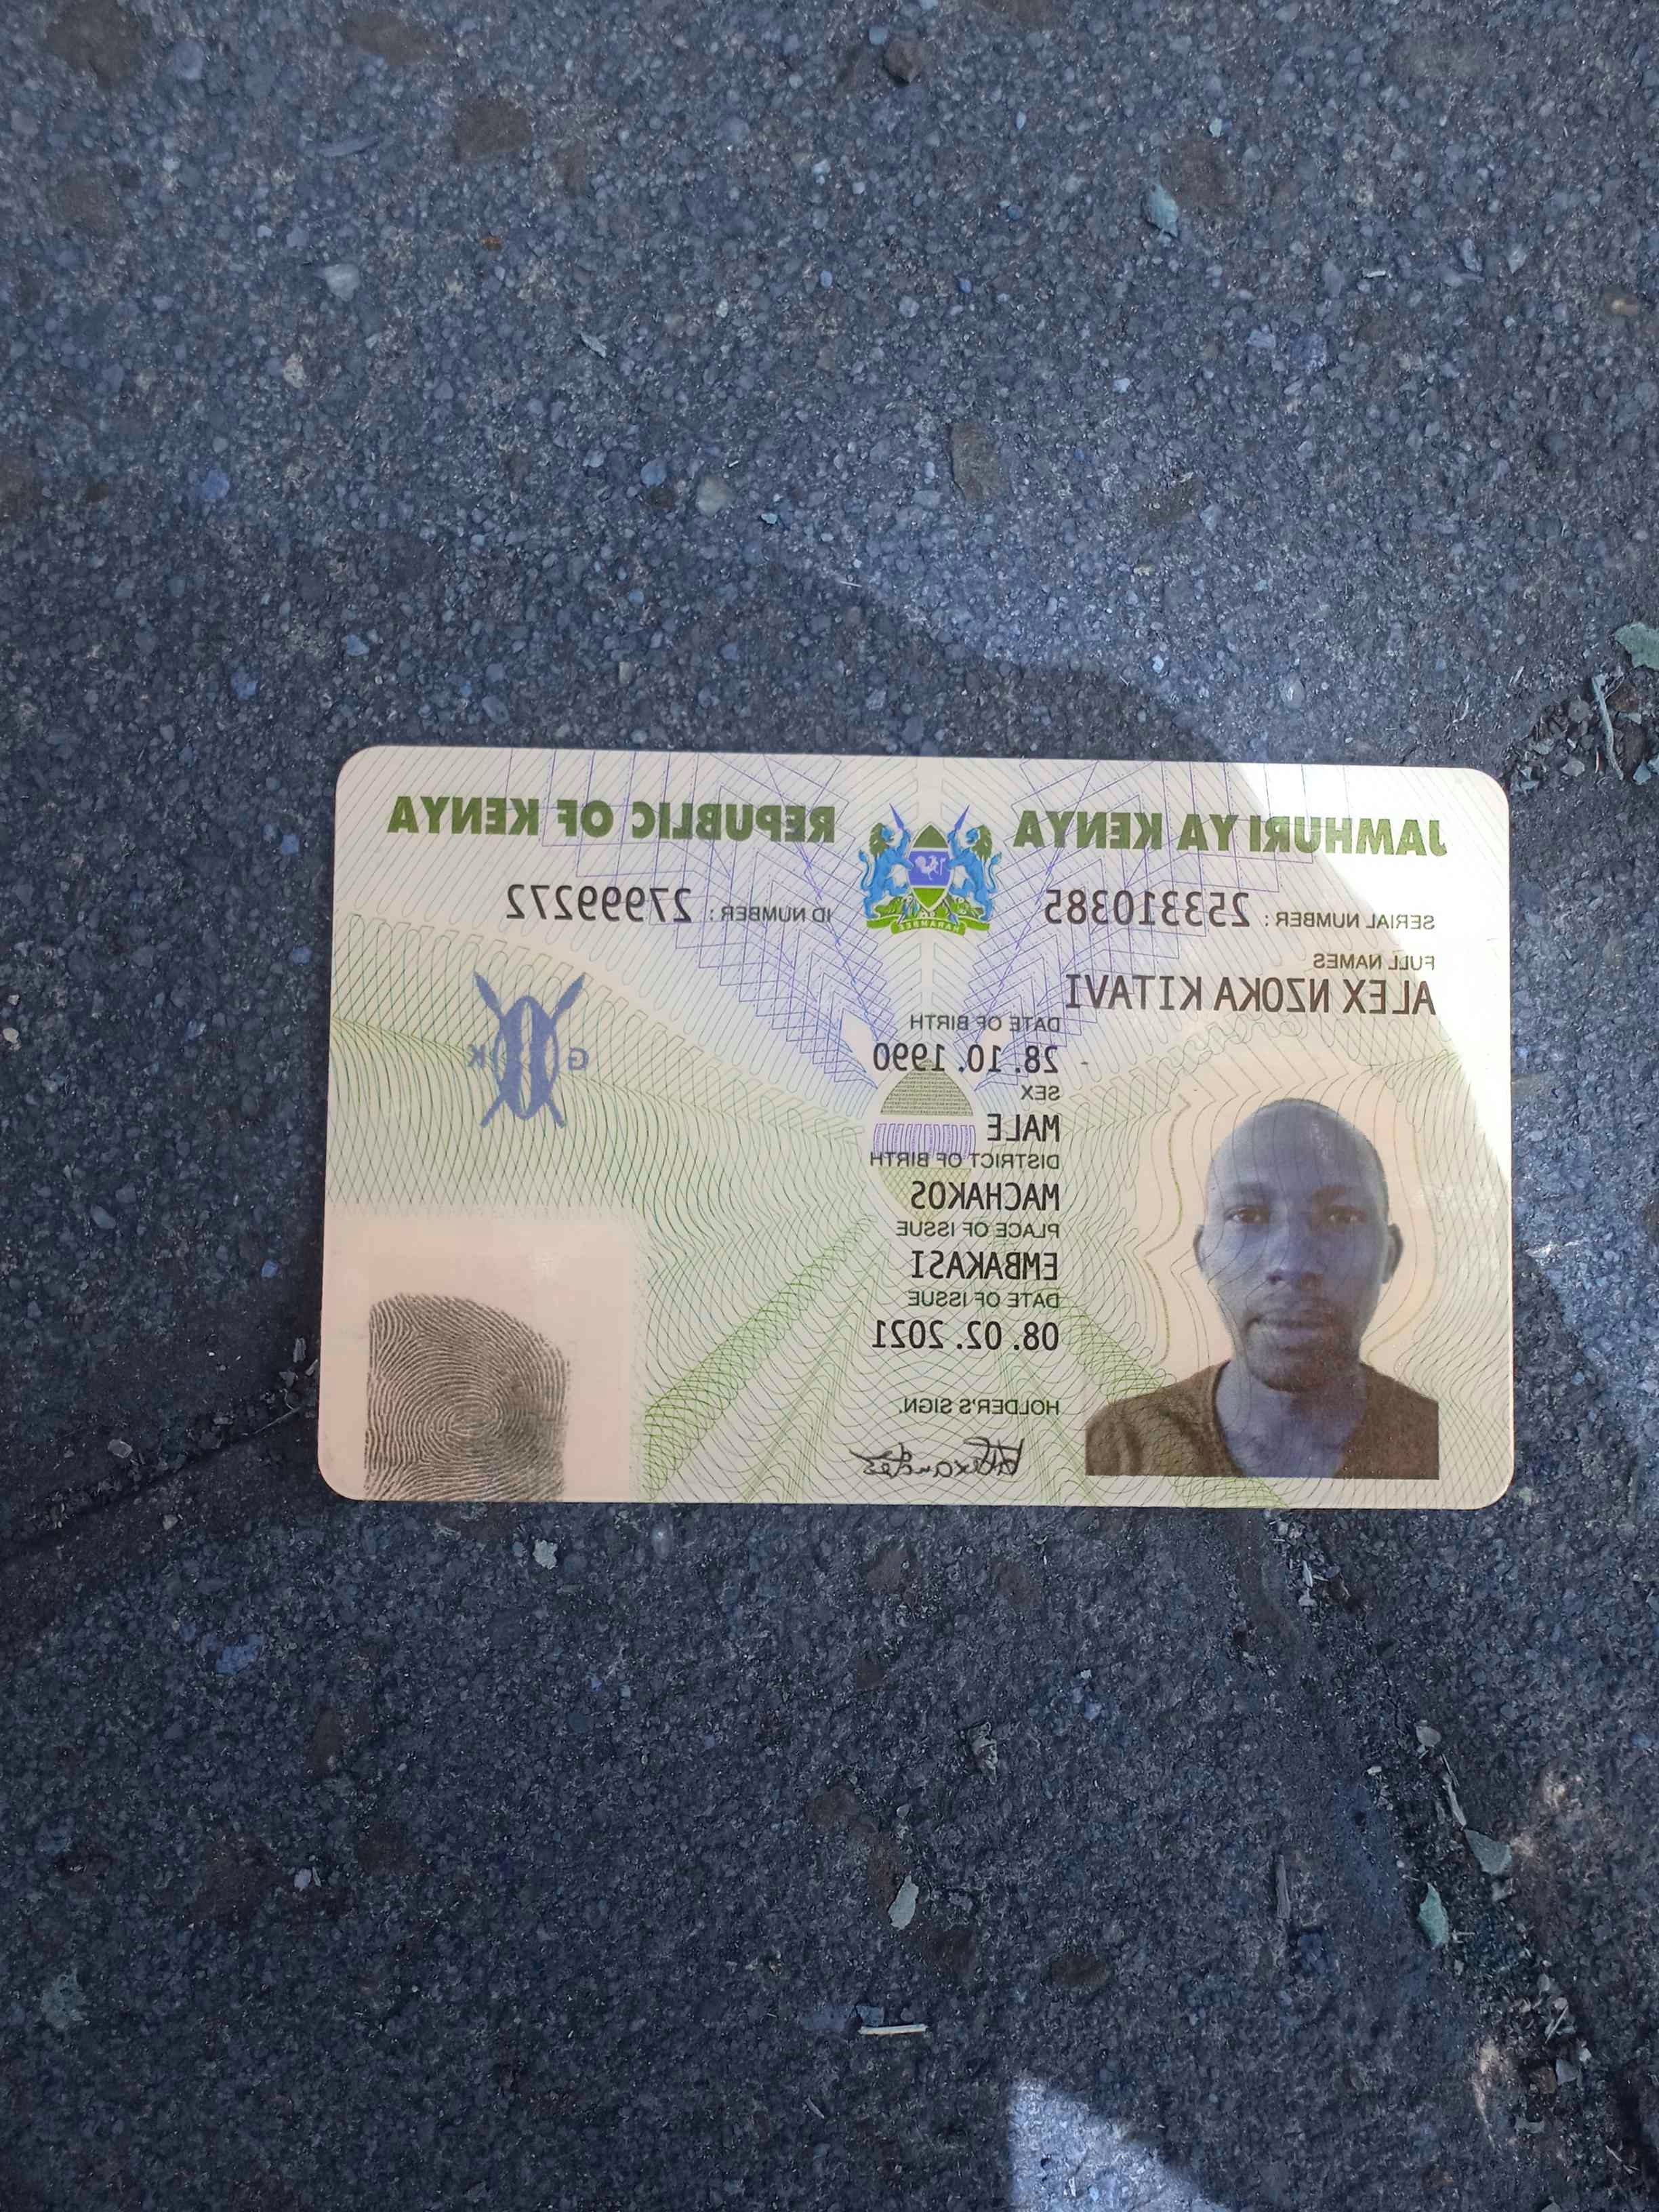 JAMHURI YA KENYA REPUBLIC OF KENYA
SERIAL NUMBER: 253310385 ID NUMBER: 27999272
HARAMBEE
FULL NAMES
ALEX NZOKA KITAVI
DATE OF BIRTH
28.10.1990
SEX
MALE
G K
DISTRICT OF BIRTH
MACHAKOS
PLACE OF ISSUE
EMBAKASI
DATE OF ISSUE
08.02.2021
HOLDER'S SIGN.